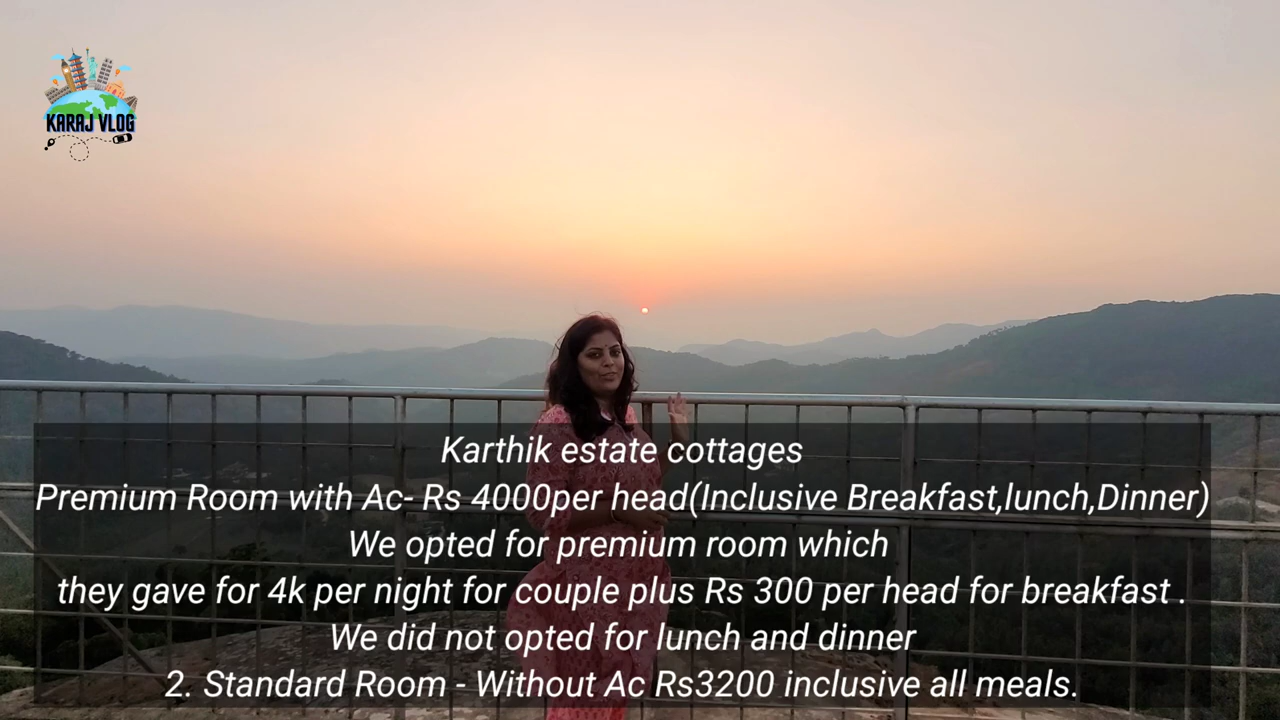 KARAJ VLOG
Karthik estate cottages
Premium Room with Ac- Rs 4000per head(Inclusive Breakfast,lunch,Dinner)
We opted for premium room which
they gave for 4k per night for couple plus Rs 300 per head for breakfast .
We did not opted for lunch and dinner
2. Standard Room - Without Ac Rs3200 inclusive all meals.